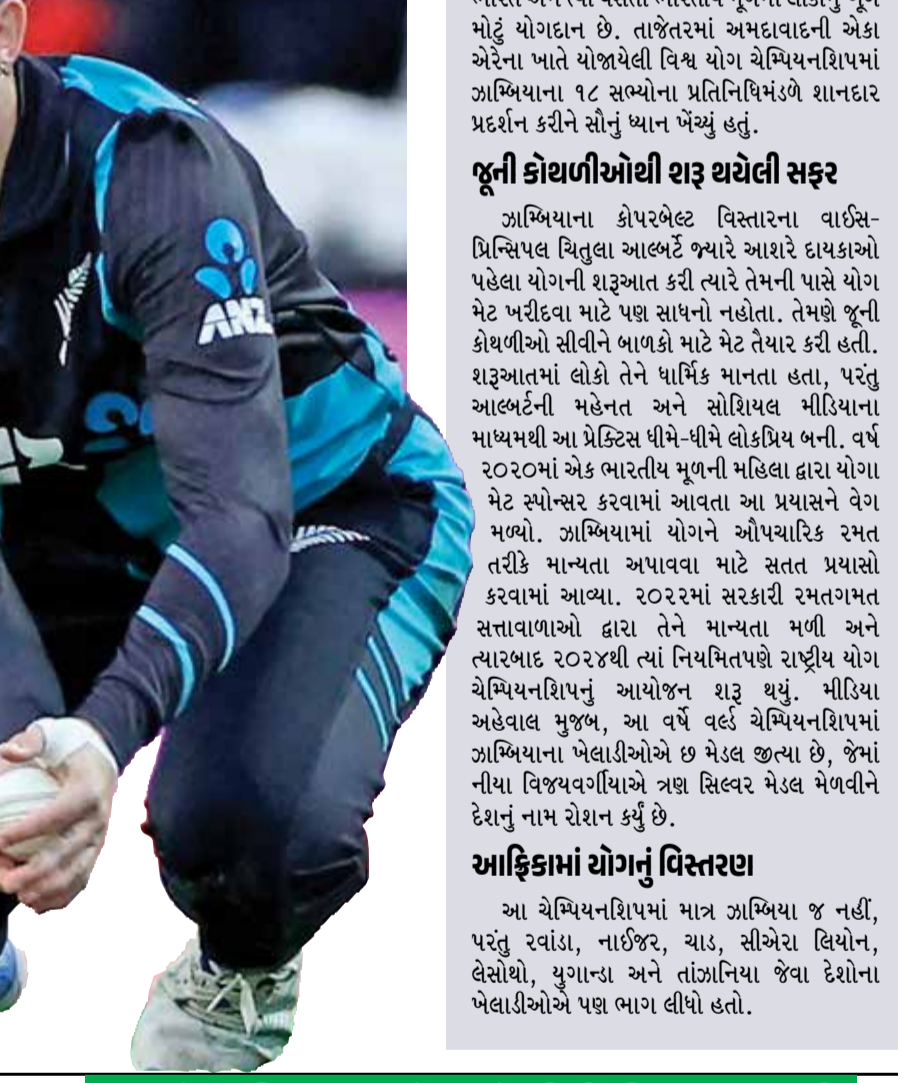 મોટું યોગદાન છે. તાજેતરમાં અમદાવાદની એકા
એરેના ખાતે યોજાયેલી વિશ્વ યોગ ચેમ્પિયનશિપમાં
ઝામ્બિયાના ૧૮ સભ્યોના પ્રતિનિધિમંડળે શાનદાર
પ્રદર્શન કરીને સૌનું ધ્યાન ખેંચ્યું હતું.
જૂની કોથળીઓથી શરૂ થયેલી સફર
ઝામ્બિયાના કોપરબેલ્ટ વિસ્તારના વાઈસ-
પ્રિન્સિપલ ચિતુલા આલ્બર્ટે જ્યારે આશરે દાયકાઓ
પહેલા યોગની શરૂઆત કરી ત્યારે તેમની પાસે યોગ
મેટ ખરીદવા માટે પણ સાધનો નહોતા. તેમણે જૂની
કોથળીઓ સીવીને બાળકો માટે મેટ તૈયાર કરી હતી.
શરૂઆતમાં લોકો તેને ધાર્મિક માનતા હતા, પરંતુ
આલ્બર્ટની મહેનત અને સોશિયલ મીડિયાના
માધ્યમથી આ પ્રેક્ટિસ ધીમે-ધીમે લોકપ્રિય બની. વર્ષ
૨૦૨૦માં એક ભારતીય મૂળની મહિલા દ્વારા યોગા
મેટ સ્પોન્સર કરવામાં આવતા આ પ્રયાસને વેગ
મળ્યો. ઝામ્બિયામાં યોગને ઔપચારિક રમત
તરીકે માન્યતા અપાવવા માટે સતત પ્રયાસો
કરવામાં આવ્યા. ૨૦૨૨માં સરકારી રમતગમત
સત્તાવાળાઓ દ્વારા તેને માન્યતા મળી અને
ત્યારબાદ ૨૦૨૪થી ત્યાં નિયમિતપણે રાષ્ટ્રીય યોગ
ચેમ્પિયનશિપનું આયોજન શરૂ થયું. મીડિયા
અહેવાલ મુજબ, આ વર્ષે વર્લ્ડ ચેમ્પિયનશિપમાં
ઝામ્બિયાના ખેલાડીઓએ છ મેડલ જીત્યા છે, જેમાં
નીયા વિજયવર્ગીયાએ ત્રણ સિલ્વર મેડલ મેળવીને
દેશનું નામ રોશન કર્યું છે.
આફ્રિકામાં યોગનું વિસ્તરણ
આ ચેમ્પિયનશિપમાં માત્ર ઝામ્બિયા જ નહીં,
પરંતુ રવાંડા, નાઈજર, ચાડ, સીએરા લિયોન,
લેસોથો, યુગાન્ડા અને તાંઝાનિયા જેવા દેશોના
ખેલાડીઓએ પણ ભાગ લીધો હતો.
ANZ